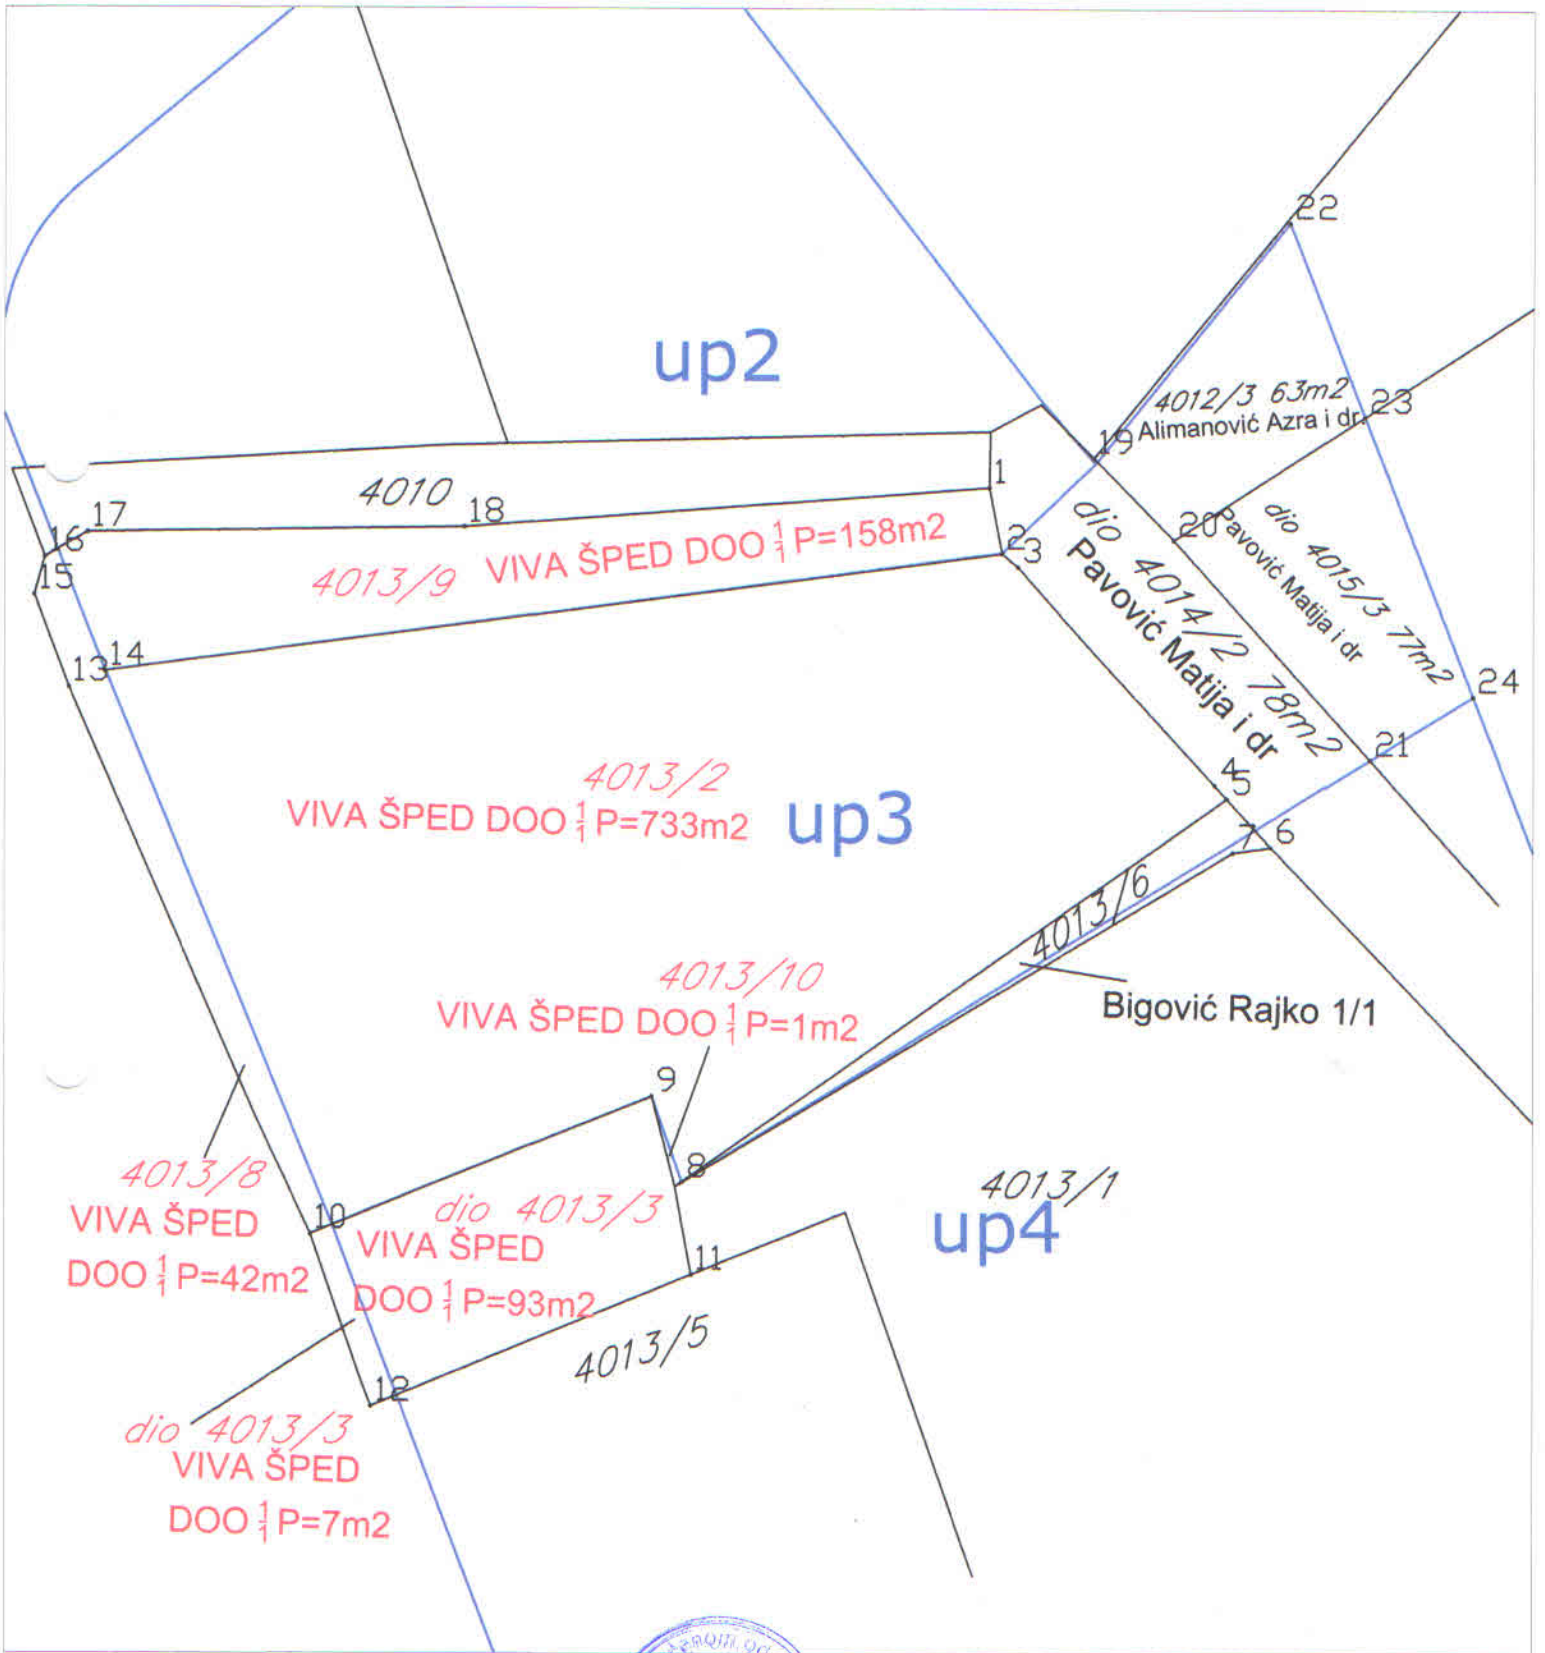 22
up2
4012/3 63m2
23
Alimanović Azra i dr.
19
1
4010
17
18
16
20
dio 4015/3 77m2
Pavović Matija i dr
dio 4014/2 78m2
Pavović Matija i dr
2
3
15
4013/9 VIVA ŠPED DOO 1/1 P=158m2
13
14
24
21
4
5
4013/2
VIVA ŠPED DOO 1/1 P=733m2
up3
7
6
4013/6
4013/10
VIVA ŠPED DOO 1/1 P=1m2
Bigović Rajko 1/1
9
8
4013/8
VIVA ŠPED
DOO 1/1 P=42m2
10
dio 4013/3
VIVA ŠPED
DOO 1/1 P=93m2
4013/1
up4
11
4013/5
12
dio 4013/3
VIVA ŠPED
DOO 1/1 P=7m2